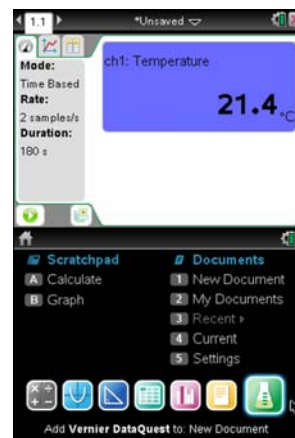 1.1 *Unsaved
Mode:
Time Based
Rate:
2 samples/s
Duration:
180 s
ch1: Temperature
21.4 °C
Scratchpad
A Calculate
B Graph
Documents
1 New Document
2 My Documents
3 Recent
4 Current
5 Settings
Add Vernier DataQuest to: New Document